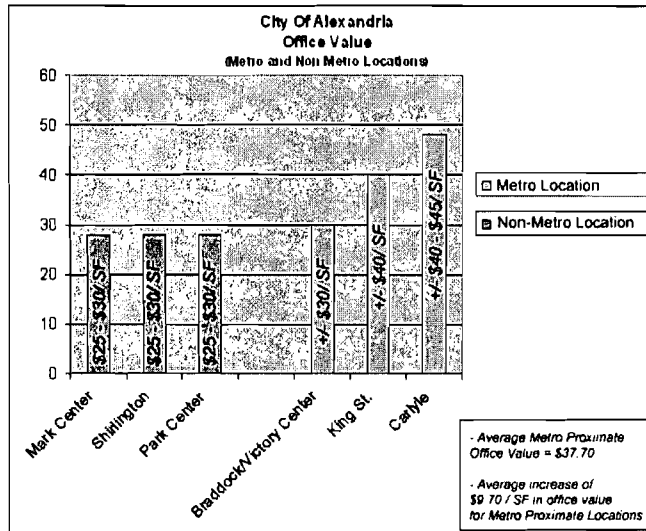 City Of Alexandria
Office Value
(Metro and Non Metro Locations)
60
50
40
30
20
10
0
$25 - $30/ SF
$25 - $30/ SF
$25 - $30/ SF
+/- $30/ SF
+/- $40/ SF
+/- $40 - $45/ SF
Mark Center
Shirlington
Park Center
Braddock/Victory Center
King St.
Carlyle
Metro Location
Non-Metro Location
- Average Metro Proximate
Office Value = $37.70
- Average increase of
$9.70 / SF in office value
for Metro Proximate Locations